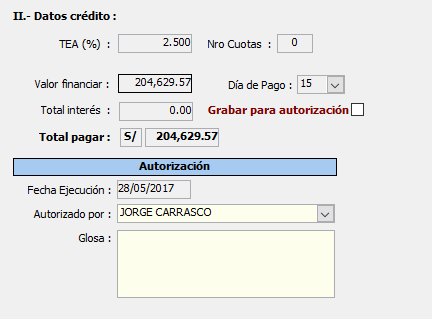 II.- Datos crédito :
TEA (%) : 2.500 Nro Cuotas : 0
Valor financiar : 204,629.57 Día de Pago : 15
Total interés : 0.00 Grabar para autorización
Total pagar : S/ 204,629.57
Autorización
Fecha Ejecución : 28/05/2017
Autorizado por : JORGE CARRASCO
Glosa :